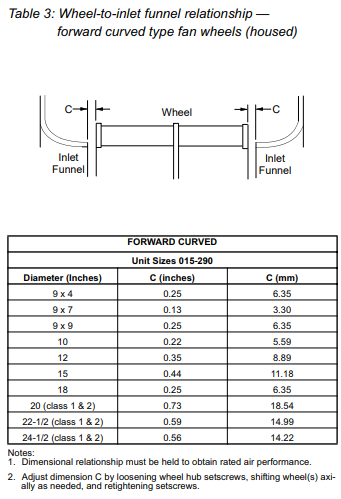 Table 3: Wheel-to-inlet funnel relationship —
forward curved type fan wheels (housed)
C Wheel C
Inlet Inlet
Funnel Funnel
FORWARD CURVED
Unit Sizes 015-290
Diameter (Inches) C (inches) C (mm)
9 x 4 0.25 6.35
9 x 7 0.13 3.30
9 x 9 0.25 6.35
10 0.22 5.59
12 0.35 8.89
15 0.44 11.18
18 0.25 6.35
20 (class 1 & 2) 0.73 18.54
22-1/2 (class 1 & 2) 0.59 14.99
24-1/2 (class 1 & 2) 0.56 14.22
Notes:
1. Dimensional relationship must be held to obtain rated air performance.
2. Adjust dimension C by loosening wheel hub setscrews, shifting wheel(s) axi-
ally as needed, and retightening setscrews.